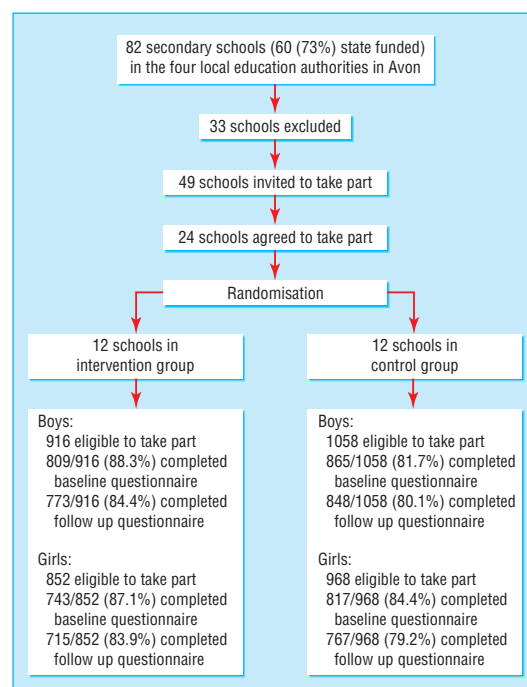 82 secondary schools (60 (73%) state funded)
in the four local education authorities in Avon
33 schools excluded
49 schools invited to take part
24 schools agreed to take part
Randomisation
12 schools in
intervention group
Boys:
916 eligible to take part
809/916 (88.3%) completed
baseline questionnaire
773/916 (84.4%) completed
follow up questionnaire
Girls:
852 eligible to take part
743/852 (87.1%) completed
baseline questionnaire
715/852 (83.9%) completed
follow up questionnaire
12 schools in
control group
Boys:
1058 eligible to take part
865/1058 (81.7%) completed
baseline questionnaire
848/1058 (80.1%) completed
follow up questionnaire
Girls:
968 eligible to take part
817/968 (84.4%) completed
baseline questionnaire
767/968 (79.2%) completed
follow up questionnaire